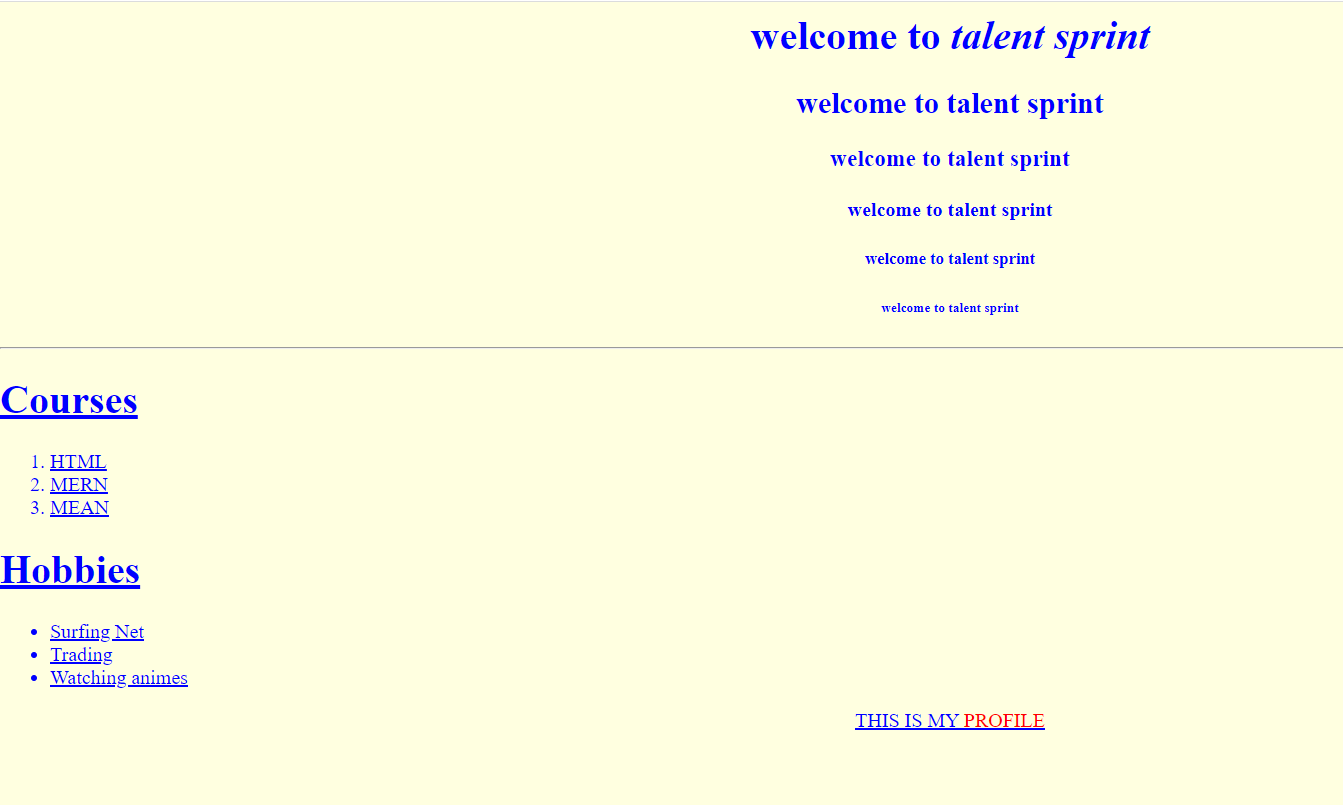 welcome to talent sprint
welcome to talent sprint
welcome to talent sprint
welcome to talent sprint
welcome to talent sprint
welcome to talent sprint
Courses
1. HTML
2. MERN
3. MEAN
Hobbies
• Surfing Net
• Trading
• Watching animes
THIS IS MY PROFILE